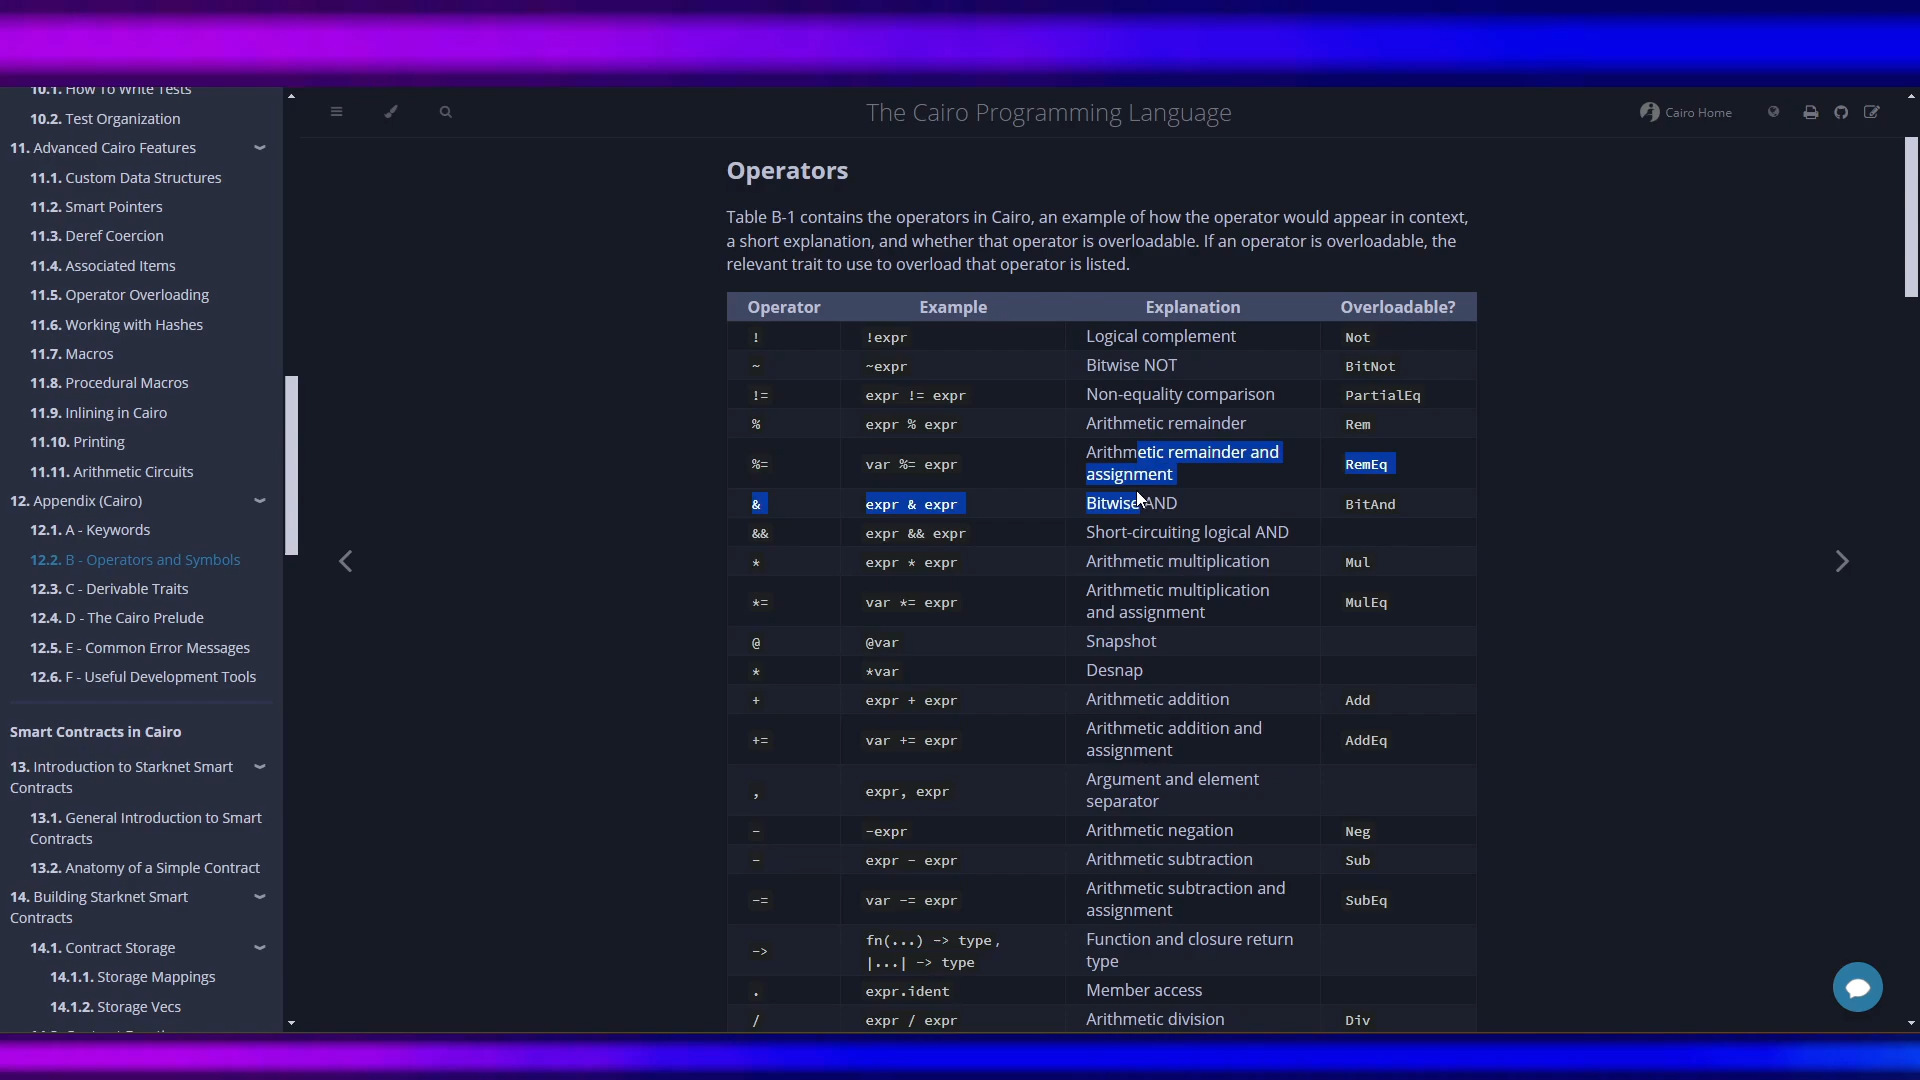 10.1. How To Write Tests
10.2. Test Organization
11. Advanced Cairo Features
11.1. Custom Data Structures
11.2. Smart Pointers
11.3. Deref Coercion
11.4. Associated Items
11.5. Operator Overloading
11.6. Working with Hashes
11.7. Macros
11.8. Procedural Macros
11.9. Inlining in Cairo
11.10. Printing
11.11. Arithmetic Circuits
12. Appendix (Cairo)
12.1. A - Keywords
12.2. B - Operators and Symbols
12.3. C - Derivable Traits
12.4. D - The Cairo Prelude
12.5. E - Common Error Messages
12.6. F - Useful Development Tools
Smart Contracts in Cairo
13. Introduction to Starknet Smart
Contracts
13.1. General Introduction to Smart
Contracts
13.2. Anatomy of a Simple Contract
14. Building Starknet Smart
Contracts
14.1. Contract Storage
14.1.1. Storage Mappings
14.1.2. Storage Vecs
The Cairo Programming Language
Cairo Home
Operators
Table B-1 contains the operators in Cairo, an example of how the operator would appear in context,
a short explanation, and whether that operator is overloadable. If an operator is overloadable, the
relevant trait to use to overload that operator is listed.
Operator Example Explanation Overloadable?
! !expr Logical complement Not
~ ~expr Bitwise NOT BitNot
!= expr != expr Non-equality comparison PartialEq
% expr % expr Arithmetic remainder Rem
%= var %= expr Arithmetic remainder and
assignment RemEq
& expr & expr Bitwise AND BitAnd
&& expr && expr Short-circuiting logical AND
* expr * expr Arithmetic multiplication Mul
*= var *= expr Arithmetic multiplication
and assignment MulEq
@ @var Snapshot
* *var Desnap
+ expr + expr Arithmetic addition Add
+= var += expr Arithmetic addition and
assignment AddEq
, expr, expr Argument and element
separator
- -expr Arithmetic negation Neg
- expr - expr Arithmetic subtraction Sub
-= var -= expr Arithmetic subtraction and
assignment SubEq
-> fn(...) -> type, Function and closure return
|...| -> type type
. expr.ident Member access
/ expr / expr Arithmetic division Div